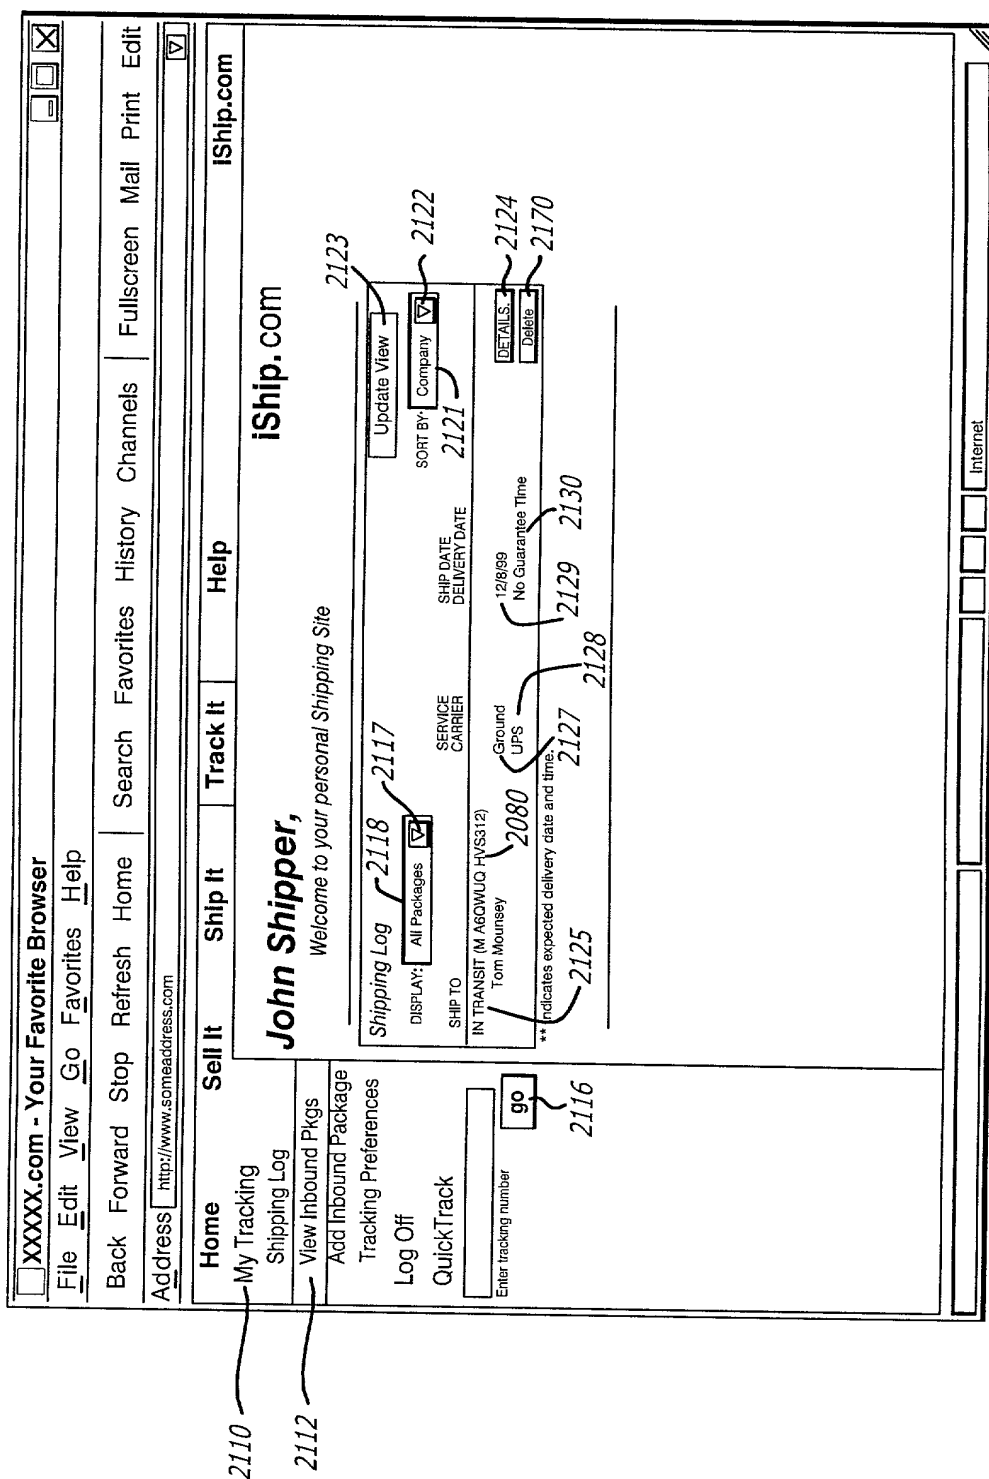 XXXXX.com - Your Favorite Browser
File Edit View Go Favorites Help
Back Forward Stop Refresh Home Search Favorites History Channels Fullscreen Mail Print Edit
Address http://www.someaddress.com
Home Sell It Ship It Track It Help iShip.com
2110
My Tracking
Shipping Log
2112
View Inbound Pkgs
Add Inbound Package
Tracking Preferences
Log Off
QuickTrack
Enter tracking number
go
2116
iShip.com
John Shipper,
Welcome to your personal Shipping Site
2123
Shipping Log 2118 2117 Update View
DISPLAY: All Packages SORT BY: Company 2122
2121
SHIP TO SERVICE CARRIER SHIP DATE DELIVERY DATE
IN TRANSIT (M A6QWUQ HVS312)
Tom Mounsey 2080 Ground 12/8/99 DETAILS. 2124
UPS No Guarantee Time Delete 2170
** Indicates expected delivery date and time.
2125 2127 2128 2129 2130
Internet